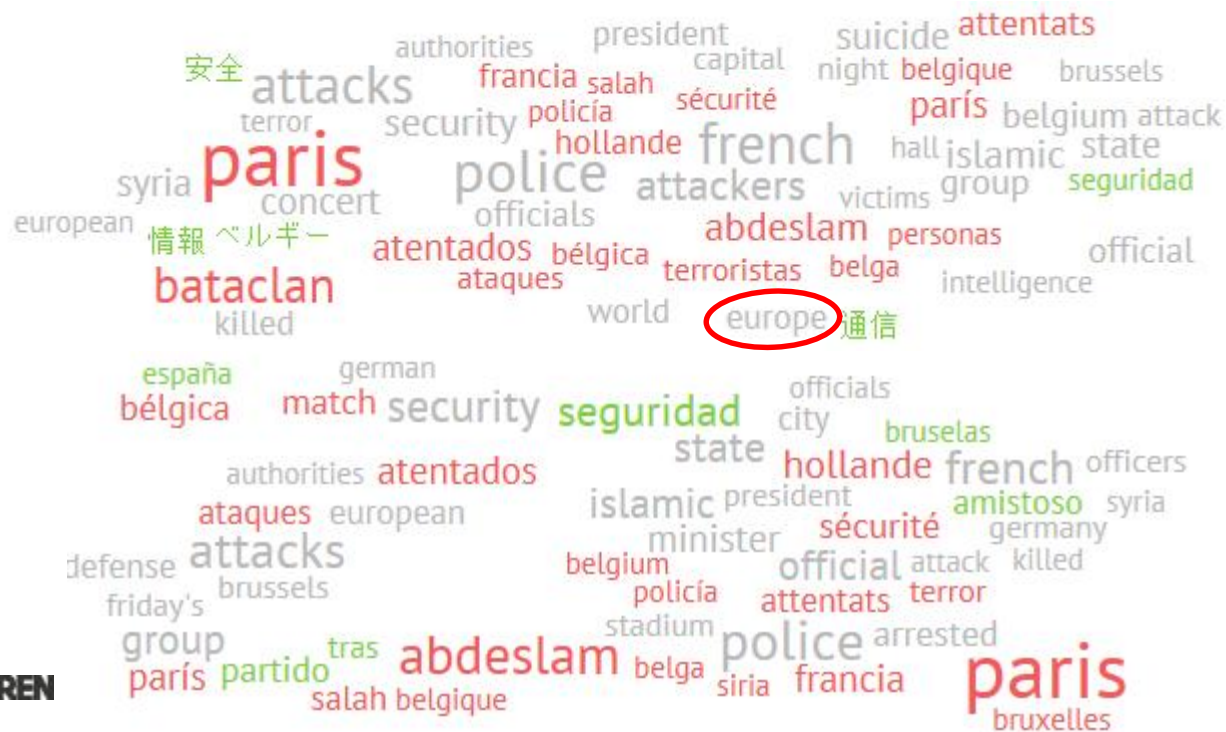 authorities president suicide attentats
安全 attacks francia salah capital night belgique brussels
terror security policía sécurité parís belgium attack
paris police hollande french hall islamic state
syria concert officials attackers victims group seguridad
european 情報 ベルギー atentados bélgica abdeslam personas official
bataclan ataques terroristas belga intelligence
killed world europe 通信
españa german officials
bélgica match security seguridad city bruselas
state
authorities atentados hollande french officers
ataques european islamic president amistoso syria
minister sécurité germany
defense attacks belgium official attack killed
friday's brussels policía attentats terror
group stadium police arrested
parís partido tras abdeslam belga siria francia paris
salah belgique bruxelles
REN